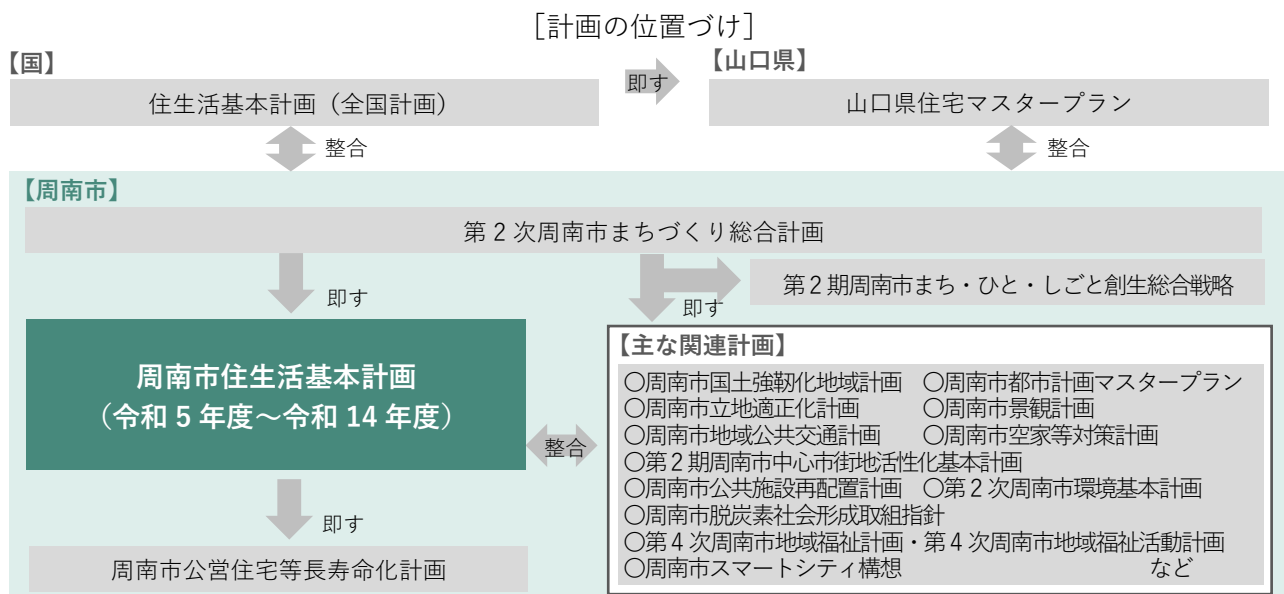 ［計画の位置づけ］
【国】
即す
【山口県】
住生活基本計画（全国計画）
山口県住宅マスタープラン
整合
整合
【周南市】
第２次周南市まちづくり総合計画
即す
第２期周南市まち・ひと・しごと創生総合戦略
即す
周南市住生活基本計画
（令和 5 年度～令和 14 年度）
整合
【主な関連計画】
〇周南市国土強靭化地域計画　〇周南市都市計画マスタープラン
〇周南市立地適正化計画　〇周南市景観計画
〇周南市地域公共交通計画　〇周南市空家等対策計画
〇第２期周南市中心市街地活性化基本計画
〇周南市公共施設再配置計画　〇第２次周南市環境基本計画
〇周南市脱炭素社会形成取組指針
〇第４次周南市地域福祉計画・第４次周南市地域福祉活動計画
〇周南市スマートシティ構想　など
即す
周南市公営住宅等長寿命化計画